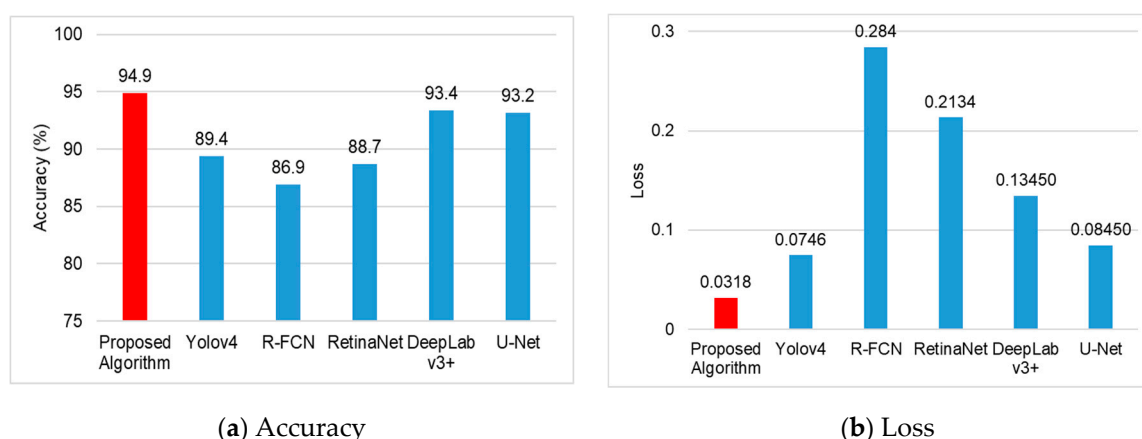 100
94.9
95
93.4
93.2
89.4
88.7
90
86.9
85
80
75
Accuracy (%)
Proposed Algorithm
Yolov4
R-FCN
RetinaNet
DeepLab v3+
U-Net
(a) Accuracy
0.3
0.284
0.2134
0.2
0.13450
0.1
0.08450
0.0746
0.0318
0
Loss
Proposed Algorithm
Yolov4
R-FCN
RetinaNet
DeepLab v3+
U-Net
(b) Loss